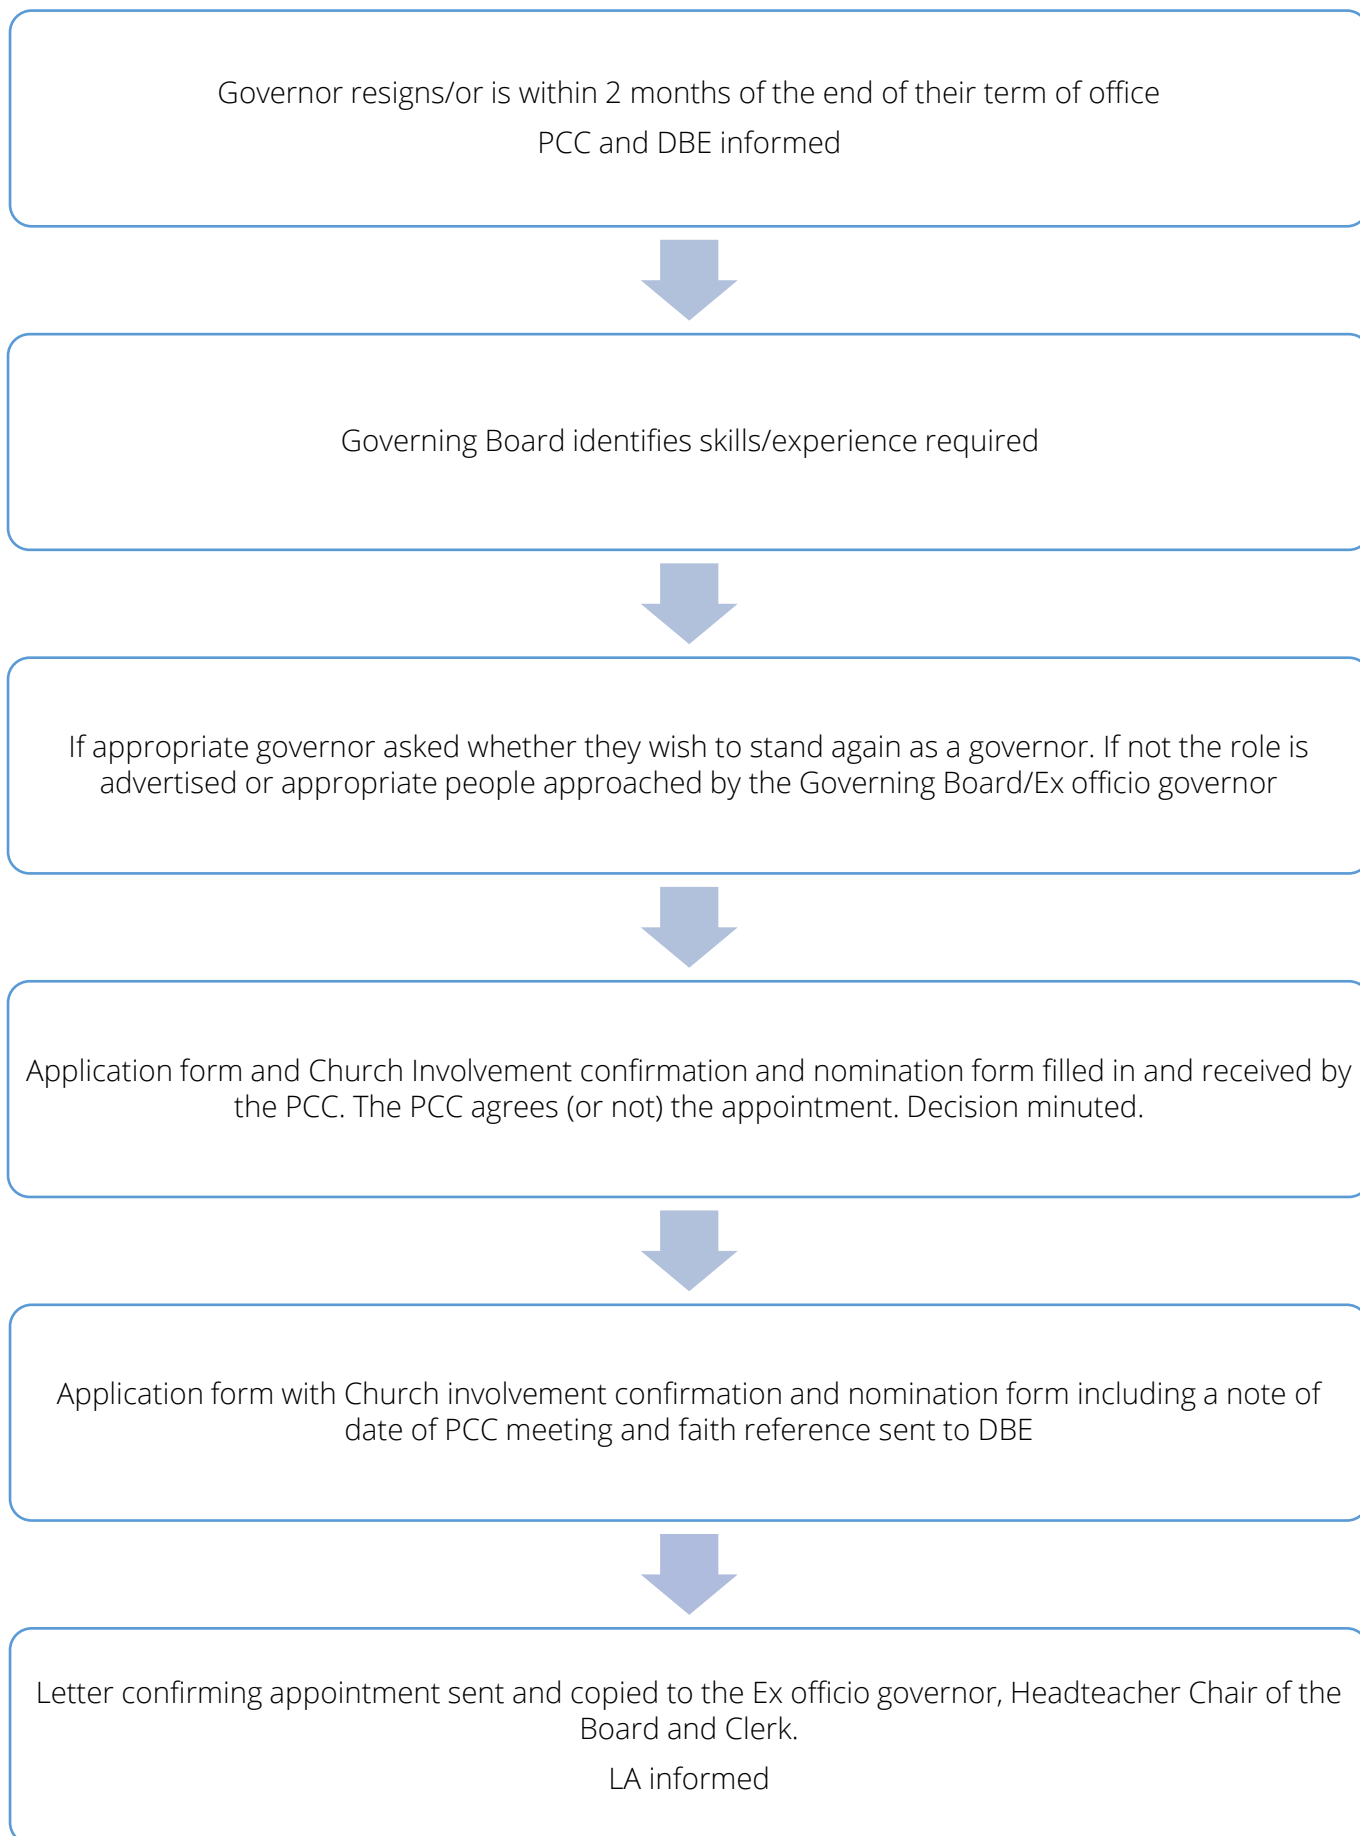 Governor resigns/or is within 2 months of the end of their term of office
PCC and DBE informed
Governing Board identifies skills/experience required
If appropriate governor asked whether they wish to stand again as a governor. If not the role is
advertised or appropriate people approached by the Governing Board/Ex officio governor
Application form and Church Involvement confirmation and nomination form filled in and received by
the PCC. The PCC agrees (or not) the appointment. Decision minuted.
Application form with Church involvement confirmation and nomination form including a note of
date of PCC meeting and faith reference sent to DBE
Letter confirming appointment sent and copied to the Ex officio governor, Headteacher Chair of the
Board and Clerk.
LA informed